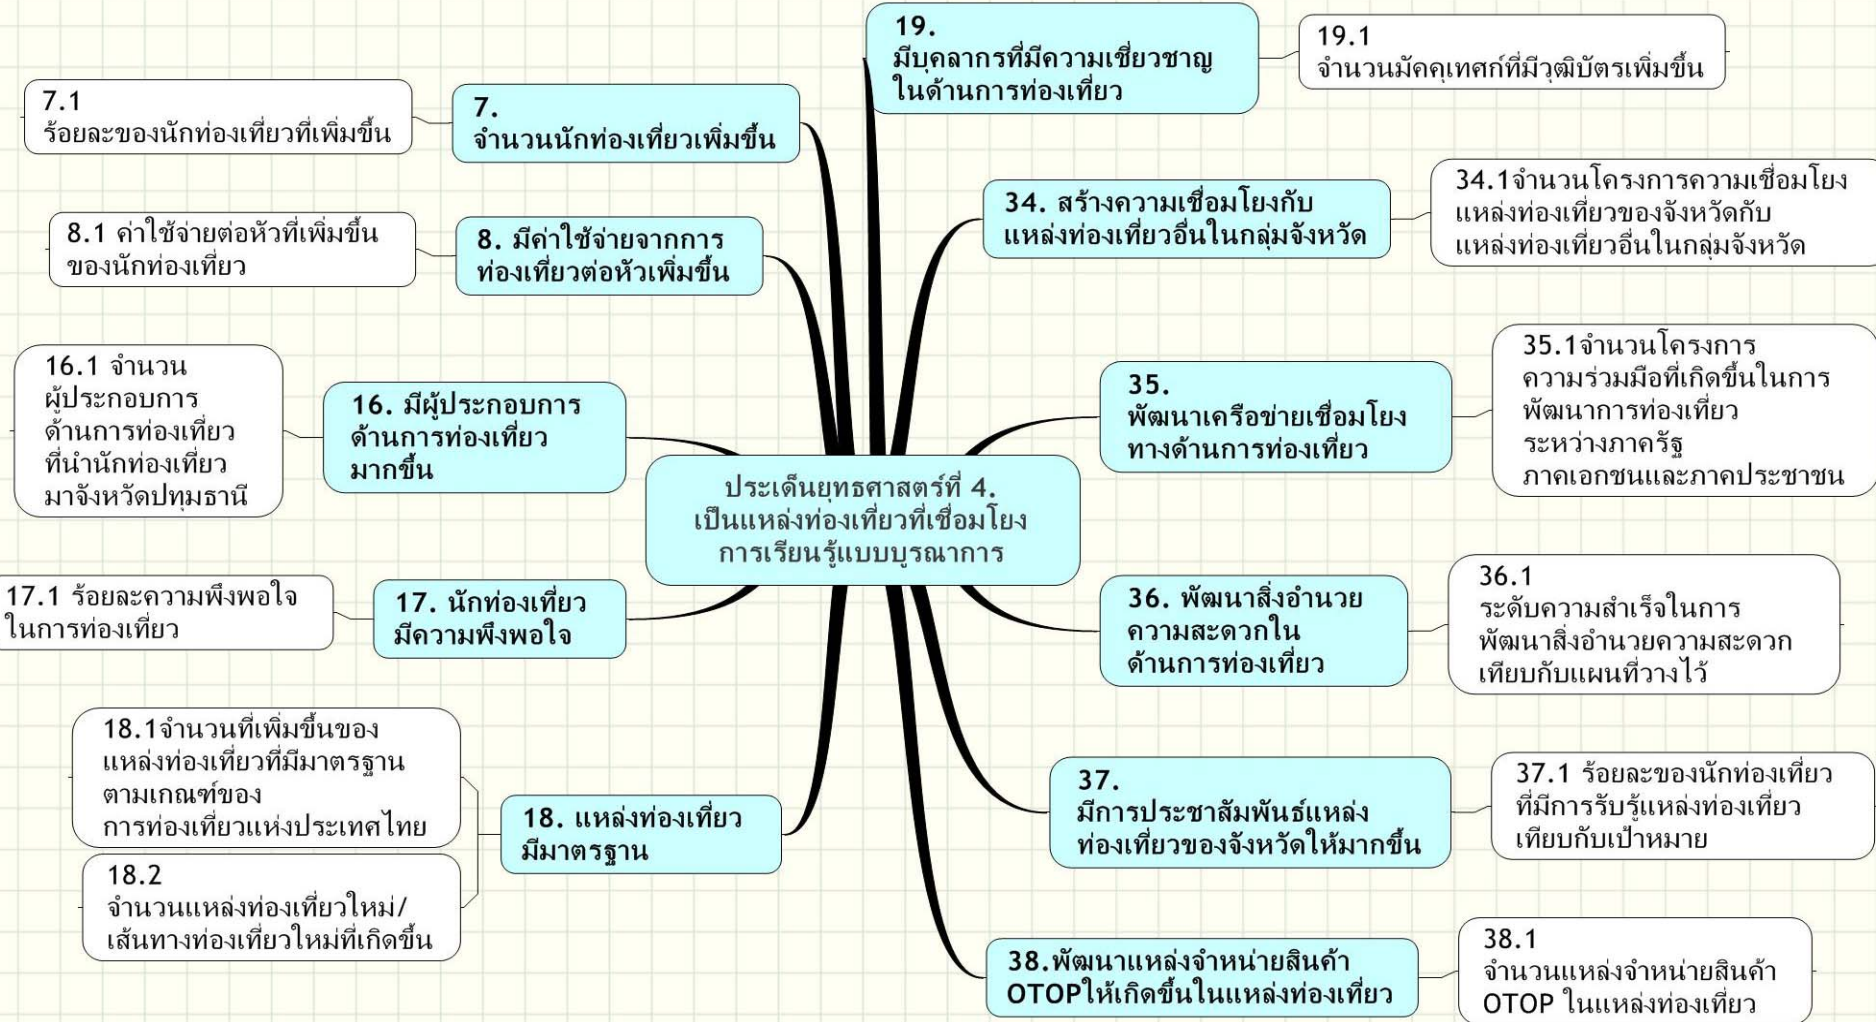 19.
มีบุคลากรที่มีความเชี่ยวชาญ
ในด้านการท่องเที่ยว
19.1
จำนวนมัคคุเทศก์ที่มีวุฒิบัตรเพิ่มขึ้น
7.1
ร้อยละของนักท่องเที่ยวที่เพิ่มขึ้น
7.
จำนวนนักท่องเที่ยวเพิ่มขึ้น
34. สร้างความเชื่อมโยงกับ
แหล่งท่องเที่ยวอื่นในกลุ่มจังหวัด
34.1จำนวนโครงการความเชื่อมโยง
แหล่งท่องเที่ยวของจังหวัดกับ
แหล่งท่องเที่ยวอื่นในกลุ่มจังหวัด
8.1 ค่าใช้จ่ายต่อหัวที่เพิ่มขึ้น
ของนักท่องเที่ยว
8. มีค่าใช้จ่ายจากการ
ท่องเที่ยวต่อหัวเพิ่มขึ้น
16.1 จำนวน
ผู้ประกอบการ
ด้านการท่องเที่ยว
ที่นำนักท่องเที่ยว
มาจังหวัดปทุมธานี
16. มีผู้ประกอบการ
ด้านการท่องเที่ยว
มากขึ้น
35.
พัฒนาเครือข่ายเชื่อมโยง
ทางด้านการท่องเที่ยว
35.1จำนวนโครงการ
ความร่วมมือที่เกิดขึ้นในการ
พัฒนาการท่องเที่ยว
ระหว่างภาครัฐ
ภาคเอกชนและภาคประชาชน
ประเด็นยุทธศาสตร์ที่ 4.
เป็นแหล่งท่องเที่ยวที่เชื่อมโยง
การเรียนรู้แบบบูรณาการ
17.1 ร้อยละความพึงพอใจ
ในการท่องเที่ยว
17. นักท่องเที่ยว
มีความพึงพอใจ
36. พัฒนาสิ่งอำนวย
ความสะดวกใน
ด้านการท่องเที่ยว
36.1
ระดับความสำเร็จในการ
พัฒนาสิ่งอำนวยความสะดวก
เทียบกับแผนที่วางไว้
18.1จำนวนที่เพิ่มขึ้นของ
แหล่งท่องเที่ยวที่มีมาตรฐาน
ตามเกณฑ์ของ
การท่องเที่ยวแห่งประเทศไทย
18.2
จำนวนแหล่งท่องเที่ยวใหม่/
เส้นทางท่องเที่ยวใหม่ที่เกิดขึ้น
18. แหล่งท่องเที่ยว
มีมาตรฐาน
37.
มีการประชาสัมพันธ์แหล่ง
ท่องเที่ยวของจังหวัดให้มากขึ้น
37.1 ร้อยละของนักท่องเที่ยว
ที่มีการรับรู้แหล่งท่องเที่ยว
เทียบกับเป้าหมาย
38.พัฒนาแหล่งจำหน่ายสินค้า
OTOPให้เกิดขึ้นในแหล่งท่องเที่ยว
38.1
จำนวนแหล่งจำหน่ายสินค้า
OTOP ในแหล่งท่องเที่ยว